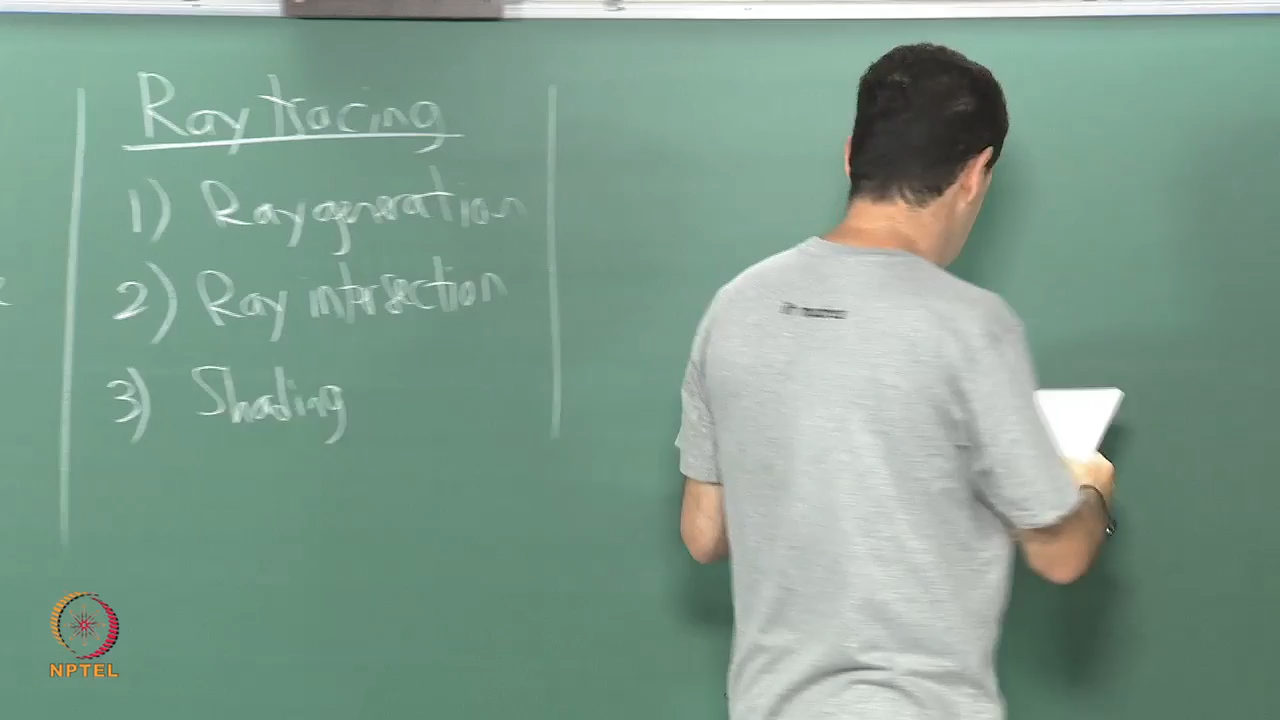 Ray tracing
1) Ray generation
2) Ray intersection
3) Shading
NPTEL